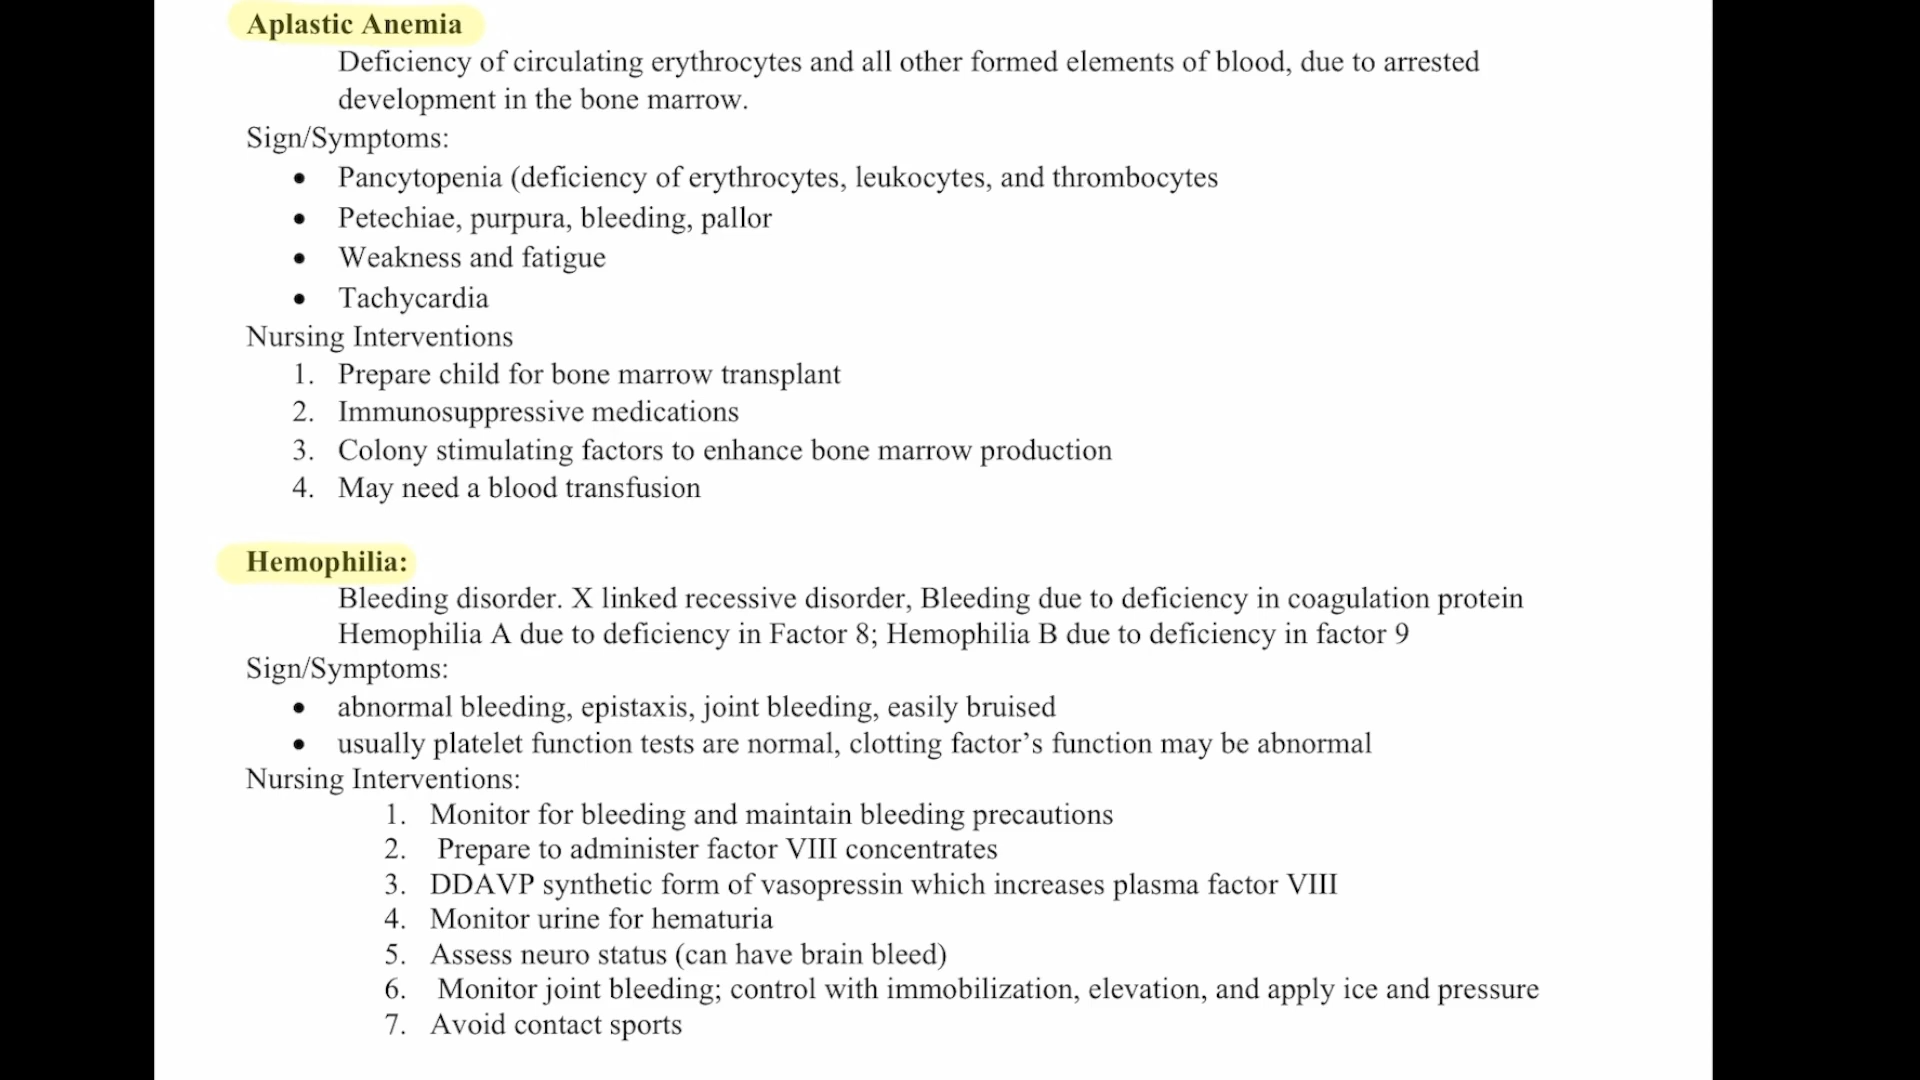 Aplastic Anemia
Deficiency of circulating erythrocytes and all other formed elements of blood, due to arrested
development in the bone marrow.
Sign/Symptoms:
• Pancytopenia (deficiency of erythrocytes, leukocytes, and thrombocytes
• Petechiae, purpura, bleeding, pallor
• Weakness and fatigue
• Tachycardia
Nursing Interventions
1. Prepare child for bone marrow transplant
2. Immunosuppressive medications
3. Colony stimulating factors to enhance bone marrow production
4. May need a blood transfusion
Hemophilia:
Bleeding disorder. X linked recessive disorder, Bleeding due to deficiency in coagulation protein
Hemophilia A due to deficiency in Factor 8; Hemophilia B due to deficiency in factor 9
Sign/Symptoms:
• abnormal bleeding, epistaxis, joint bleeding, easily bruised
• usually platelet function tests are normal, clotting factor’s function may be abnormal
Nursing Interventions:
1. Monitor for bleeding and maintain bleeding precautions
2. Prepare to administer factor VIII concentrates
3. DDAVP synthetic form of vasopressin which increases plasma factor VIII
4. Monitor urine for hematuria
5. Assess neuro status (can have brain bleed)
6. Monitor joint bleeding; control with immobilization, elevation, and apply ice and pressure
7. Avoid contact sports